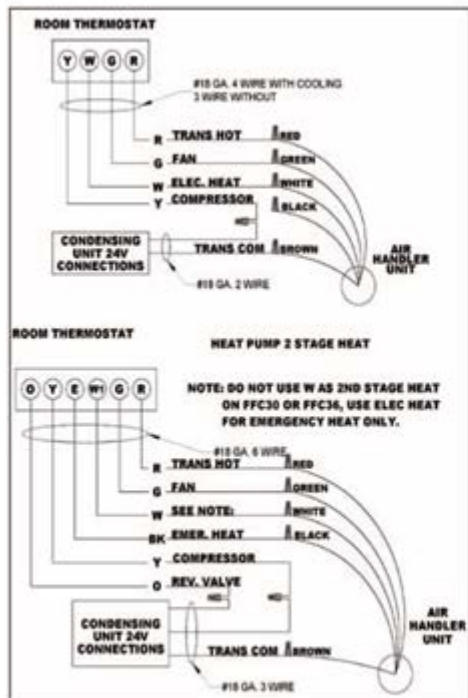 ROOM THERMOSTAT
Y W G R
#18 GA. 4 WIRE WITH COOLING
3 WIRE WITHOUT
R TRANS HOT RED
G FAN GREEN
W ELEC. HEAT WHITE
Y COMPRESSOR
BLACK
CONDENSING
UNIT 24V
CONNECTIONS
TRANS COM BROWN
AIR
HANDLER
UNIT
#18 GA. 2 WIRE
ROOM THERMOSTAT
HEAT PUMP 2 STAGE HEAT
O Y E W1 G R
NOTE: DO NOT USE W AS 2ND STAGE HEAT
ON FFC30 OR FFC36, USE ELEC HEAT
FOR EMERGENCY HEAT ONLY.
#18 GA. 6 WIRE
R TRANS HOT RED
G FAN GREEN
W SEE NOTE: WHITE
BK EMER. HEAT BLACK
Y COMPRESSOR
O REV. VALVE
CONDENSING
UNIT 24V
CONNECTIONS
TRANS COM BROWN
AIR
HANDLER
UNIT
#18 GA. 3 WIRE